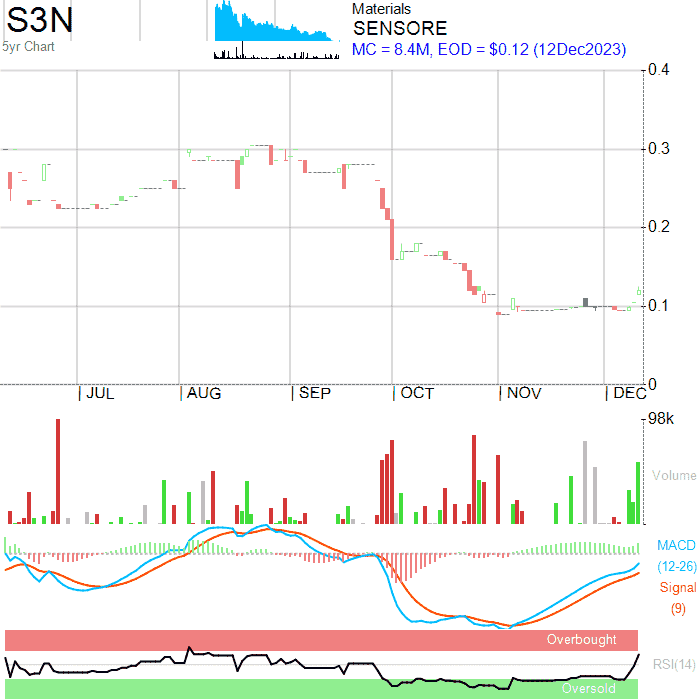 S3N
5yr Chart
Materials
SENSORE
MC = 8.4M, EOD = $0.12 (12Dec2023)
0.4
0.3
0.2
0.1
0
JUL AUG SEP OCT NOV DEC
98k
Volume
MACD
(12-26)
Signal
(9)
Overbought
RSI(14)
Oversold